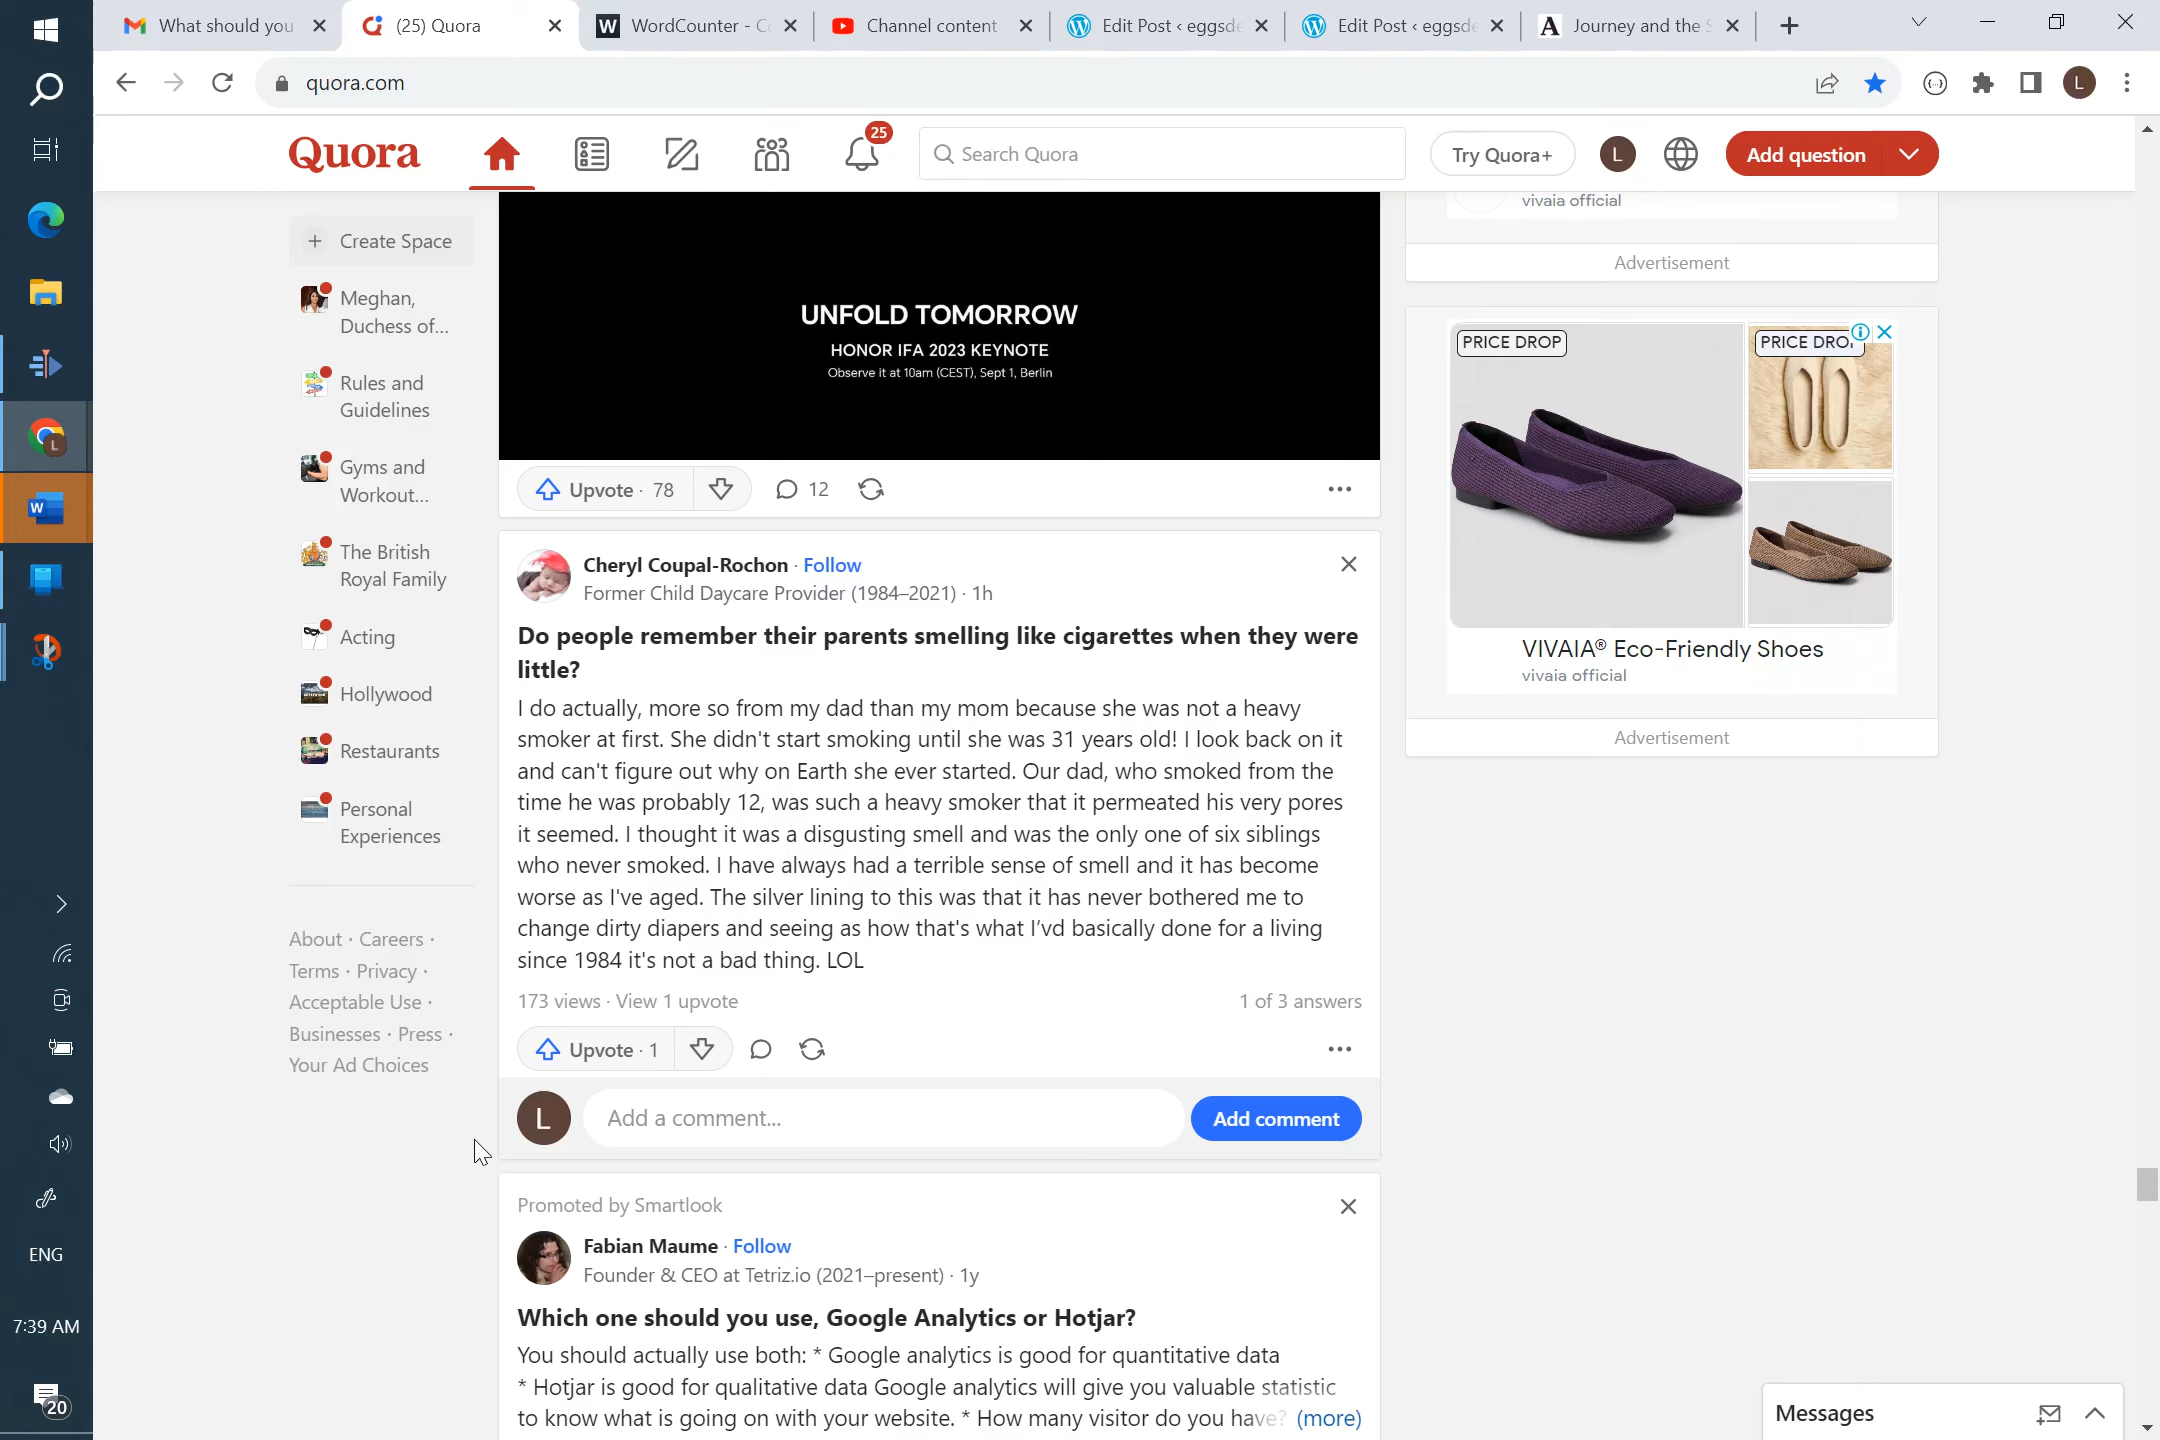 What should you
(25) Quora
WordCounter - Co
Channel content
Edit Post ‹ eggsde
Edit Post ‹ eggsde
Journey and the S
quora.com
L
Quora
25
Search Quora
Try Quora+
L
Add question
Create Space
Meghan,
Duchess of...
Rules and
Guidelines
Gyms and
Workout...
The British
Royal Family
Acting
Hollywood
Restaurants
Personal
Experiences
About · Careers ·
Terms · Privacy ·
Acceptable Use ·
Businesses · Press ·
Your Ad Choices
UNFOLD TOMORROW
HONOR IFA 2023 KEYNOTE
Observe it at 10am (CEST), Sept 1, Berlin
Upvote · 78
12
Cheryl Coupal-Rochon · Follow
Former Child Daycare Provider (1984–2021) · 1h
Do people remember their parents smelling like cigarettes when they were
little?
I do actually, more so from my dad than my mom because she was not a heavy
smoker at first. She didn't start smoking until she was 31 years old! I look back on it
and can't figure out why on Earth she ever started. Our dad, who smoked from the
time he was probably 12, was such a heavy smoker that it permeated his very pores
it seemed. I thought it was a disgusting smell and was the only one of six siblings
who never smoked. I have always had a terrible sense of smell and it has become
worse as I've aged. The silver lining to this was that it has never bothered me to
change dirty diapers and seeing as how that's what I'vd basically done for a living
since 1984 it's not a bad thing. LOL
173 views · View 1 upvote
1 of 3 answers
Upvote · 1
L
Add a comment...
Add comment
Promoted by Smartlook
Fabian Maume · Follow
Founder & CEO at Tetriz.io (2021–present) · 1y
Which one should you use, Google Analytics or Hotjar?
You should actually use both: * Google analytics is good for quantitative data
* Hotjar is good for qualitative data Google analytics will give you valuable statistic
to know what is going on with your website. * How many visitor do you have? (more)
vivaia official
Advertisement
PRICE DROP
PRICE DROP
VIVAIA® Eco-Friendly Shoes
vivaia official
Advertisement
Messages
L
W
ENG
7:39 AM
20